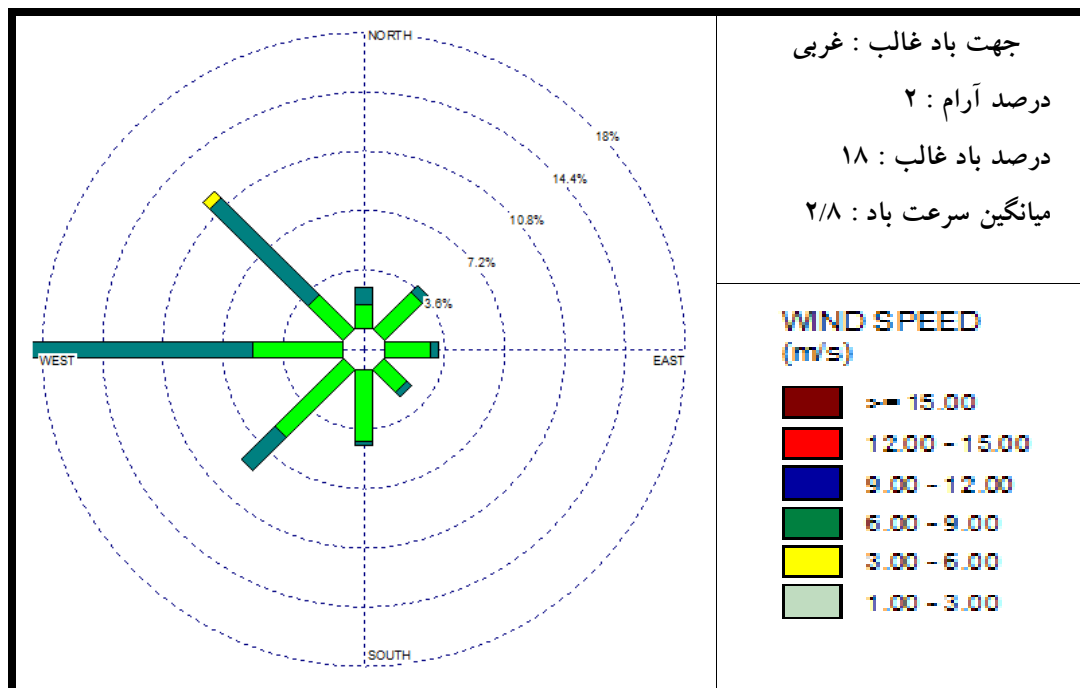 NORTH
18%
14.4%
10.8%
7.2%
3.6%
WEST
EAST
SOUTH
جهت باد غالب : غربی
درصد آرام : ۲
درصد باد غالب : ۱۸
میانگین سرعت باد : ۲/۸
WIND SPEED
(m/s)
>= 15.00
12.00 - 15.00
9.00 - 12.00
6.00 - 9.00
3.00 - 6.00
1.00 - 3.00